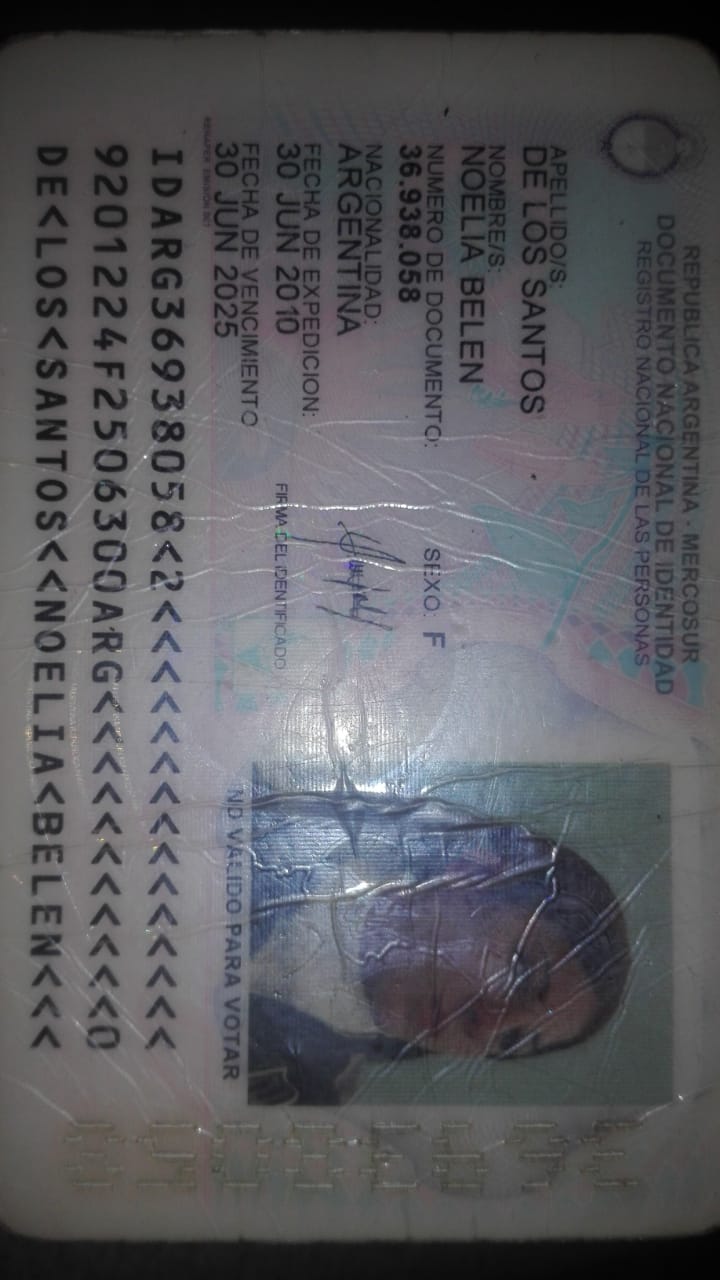 REPUBLICA ARGENTINA - MERCOSUR
DOCUMENTO NACIONAL DE IDENTIDAD
REGISTRO NACIONAL DE LAS PERSONAS
APELLIDO/S:
DE LOS SANTOS
NOMBRE/S:
NOELIA BELEN
NUMERO DE DOCUMENTO:
36.938.058
SEXO: F
NACIONALIDAD:
ARGENTINA
FECHA DE EXPEDICION:
30 JUN 2010
FIRMA DEL IDENTIFICADO
FECHA DE VENCIMIENTO
30 JUN 2025
NO VALIDO PARA VOTAR
IDARG36938058<2<<<<<<<<<<<<<<<
9201224F2506300ARG<<<<<<<<<<<0
DE<LOS<SANTOS<<NOELIA<BELEN<<<